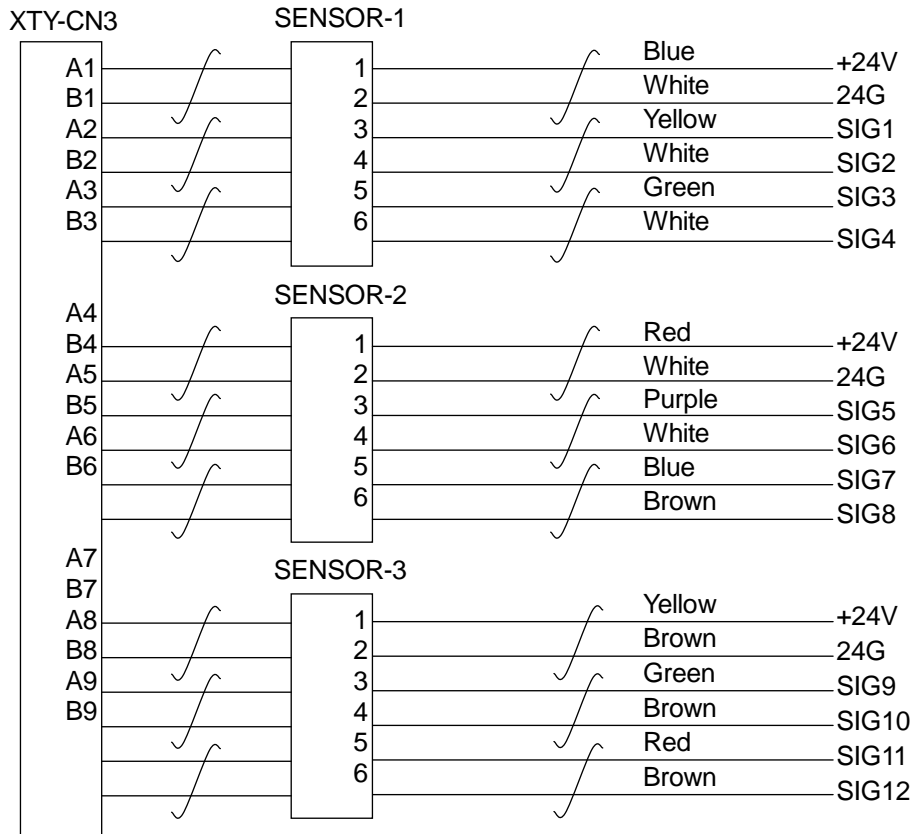 XTY-CN3 SENSOR-1
A1 1 Blue +24V
B1 2 White 24G
A2 3 Yellow SIG1
B2 4 White SIG2
A3 5 Green SIG3
B3 6 White SIG4
SENSOR-2
A4
B4 1 Red +24V
A5 2 White 24G
B5 3 Purple SIG5
A6 4 White SIG6
B6 5 Blue SIG7
6 Brown SIG8
A7 SENSOR-3
B7
A8 1 Yellow +24V
B8 2 Brown 24G
A9 3 Green SIG9
B9 4 Brown SIG10
5 Red SIG11
6 Brown SIG12